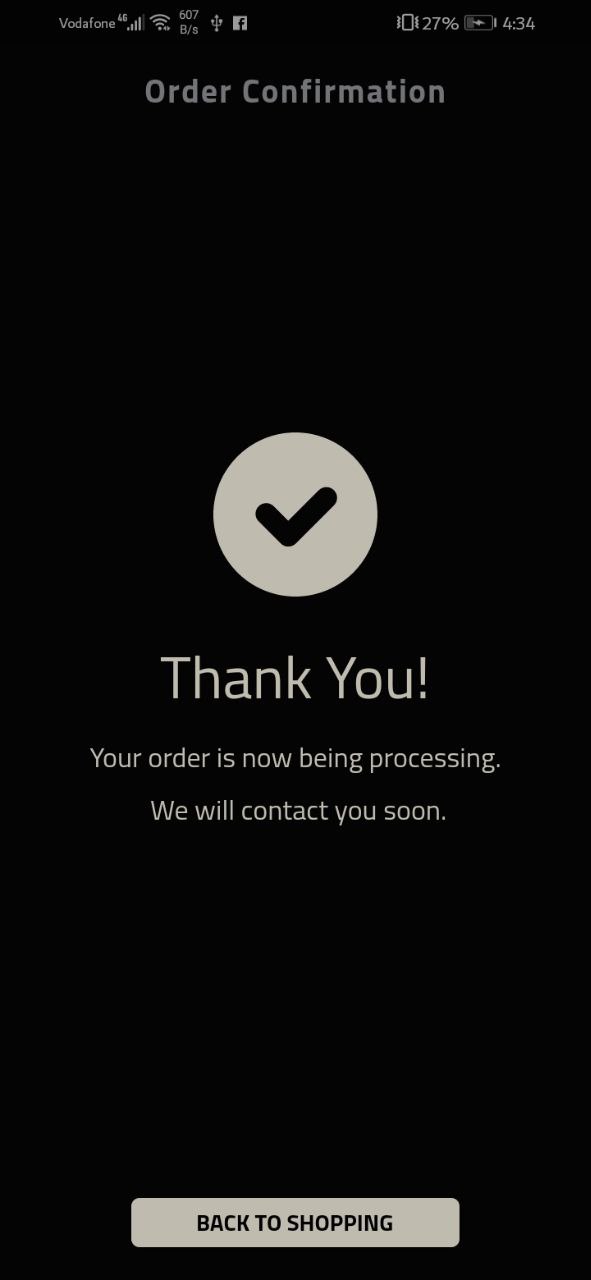 Vodafone 4G 607 B/s 27% 4:34
Order Confirmation
Thank You!
Your order is now being processing.
We will contact you soon.
BACK TO SHOPPING